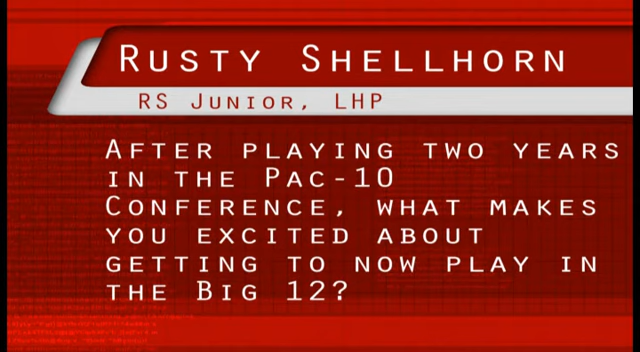 Rusty Shellhorn
RS Junior, LHP
After playing two years
in the Pac-10
Conference, what makes
you excited about
getting to now play in
the Big 12?